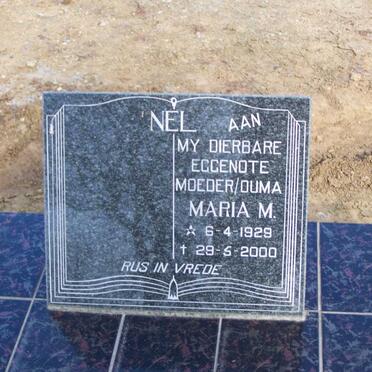 NEL AAN
MY DIERBARE
EGGENOTE
MOEDER/OUMA
MARIA M.
☆ 6-4-1929
† 29-5-2000
RUS IN VREDE